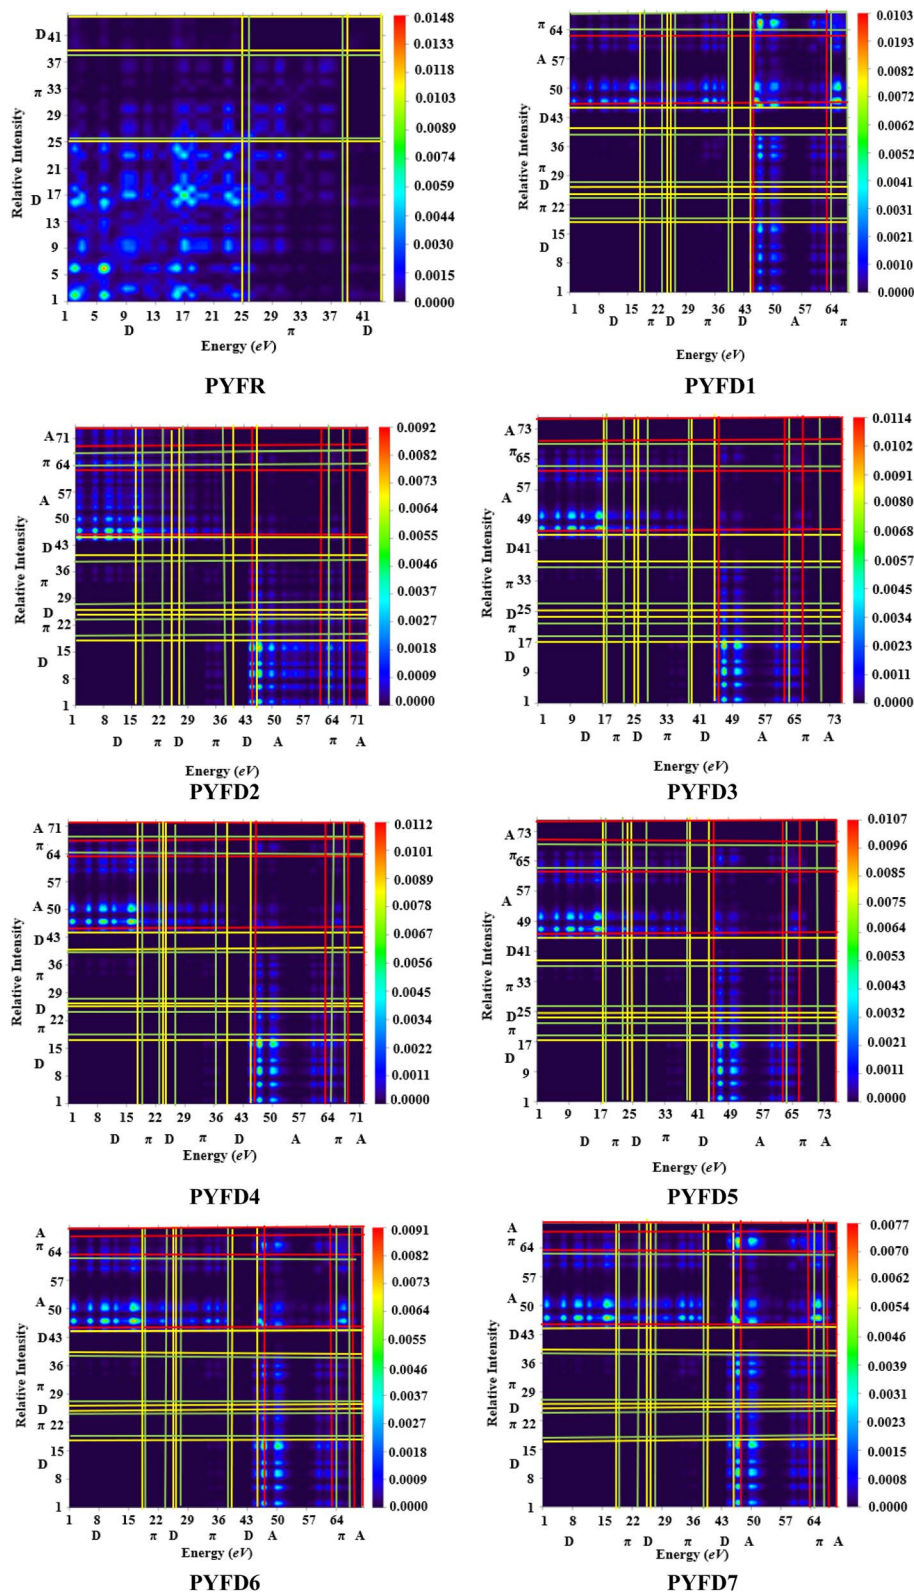 PYFR
Relative Intensity
D 41
37
π 33
29
25
21
D 17
13
9
5
1
1 5 9 13 17 21 25 29 33 37 41
D π D
Energy (eV)
0.0148
0.0133
0.0118
0.0104
0.0089
0.0074
0.0059
0.0044
0.0030
0.0015
0.0000
PYFD1
Relative Intensity
π 64
A 57
50
D 43
36
π 29
D
π 22
15
D
8
1
1 8 15 22 29 36 43 50 57 64
D π D π D A π
Energy (eV)
0.0103
0.0092
0.0082
0.0072
0.0061
0.0051
0.0041
0.0031
0.0020
0.0010
0.0000
PYFD2
Relative Intensity
A 71
π 64
57
A
50
D 43
36
π
29
D
22
π
15
D
8
1
1 8 15 22 29 36 43 50 57 64 71
D π D π D A π A
Energy (eV)
0.0092
0.0082
0.0073
0.0064
0.0055
0.0046
0.0037
0.0027
0.0018
0.0009
0.0000
PYFD3
Relative Intensity
A 73
π 65
57
A
49
D 41
π 33
25
D
π 17
D
9
1
1 9 17 25 33 41 49 57 65 73
D π D π D A π A
Energy (eV)
0.0114
0.0102
0.0091
0.0080
0.0068
0.0057
0.0045
0.0034
0.0023
0.0011
0.0000
PYFD4
Relative Intensity
A 71
π 64
57
A 50
D 43
36
π
29
D
22
π
15
D
8
1
1 8 15 22 29 36 43 50 57 64 71
D π D π D A π A
Energy (eV)
0.0112
0.0101
0.0090
0.0078
0.0067
0.0056
0.0045
0.0034
0.0022
0.0011
0.0000
PYFD5
Relative Intensity
A 73
π 65
57
A
49
D 41
π 33
25
D
π 17
D
9
1
1 9 17 25 33 41 49 57 65 73
D π D π D A π A
Energy (eV)
0.0107
0.0096
0.0085
0.0075
0.0064
0.0053
0.0043
0.0032
0.0021
0.0011
0.0000
PYFD6
Relative Intensity
A
π 64
57
A
50
D 43
36
π
29
D
π 22
15
D
8
1
1 8 15 22 29 36 43 50 57 64
D π D π D A π A
Energy (eV)
0.0091
0.0082
0.0073
0.0064
0.0055
0.0046
0.0037
0.0027
0.0018
0.0009
0.0000
PYFD7
Relative Intensity
A
π 64
57
A 50
D 43
36
π 29
D
π 22
15
D
8
1
1 8 15 22 29 36 43 50 57 64
D π D π D A π A
Energy (eV)
0.0077
0.0070
0.0062
0.0054
0.0046
0.0039
0.0031
0.0023
0.0015
0.0008
0.0000